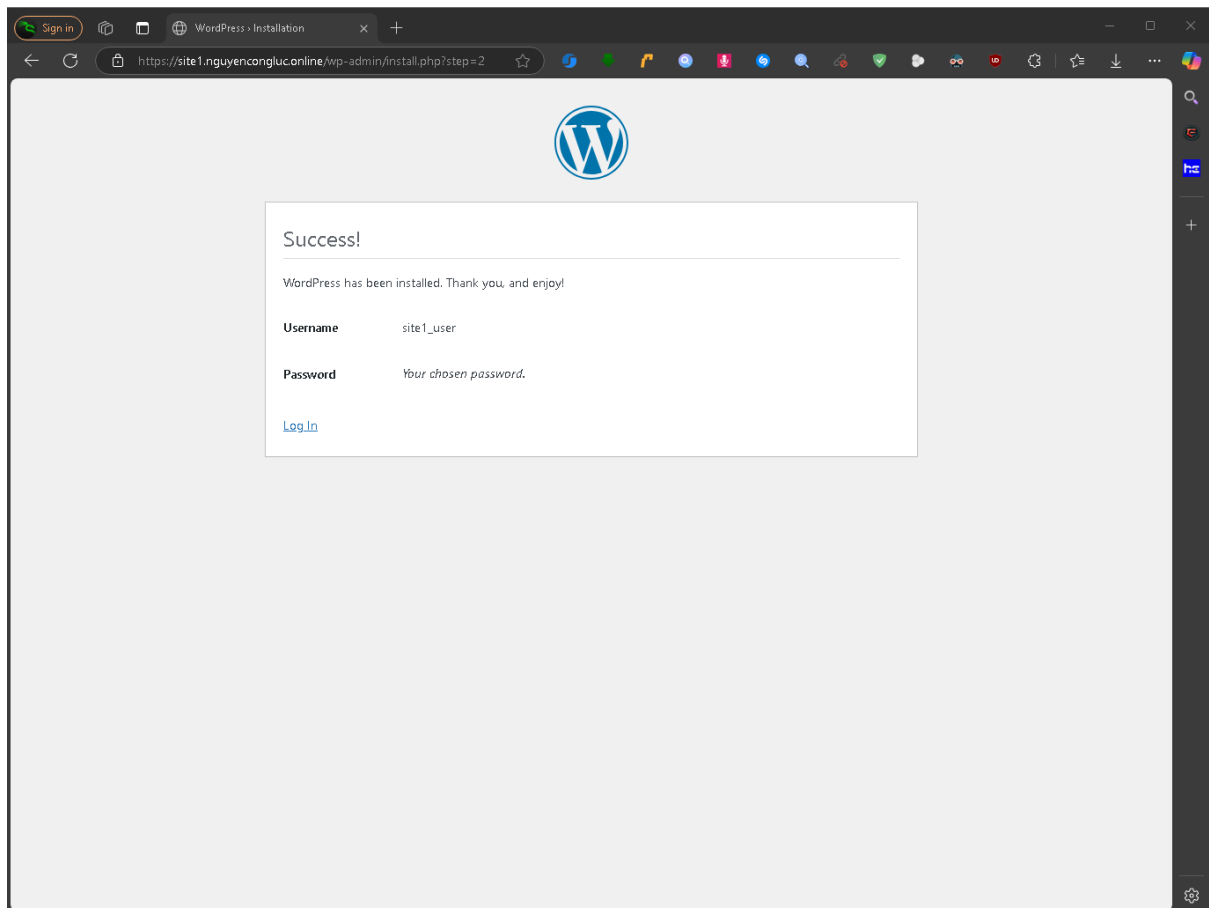 Sign in
WordPress › Installation
https://site1.nguyencongluc.online/wp-admin/install.php?step=2
Success!
WordPress has been installed. Thank you, and enjoy!
Username site1_user
Password Your chosen password.
Log In